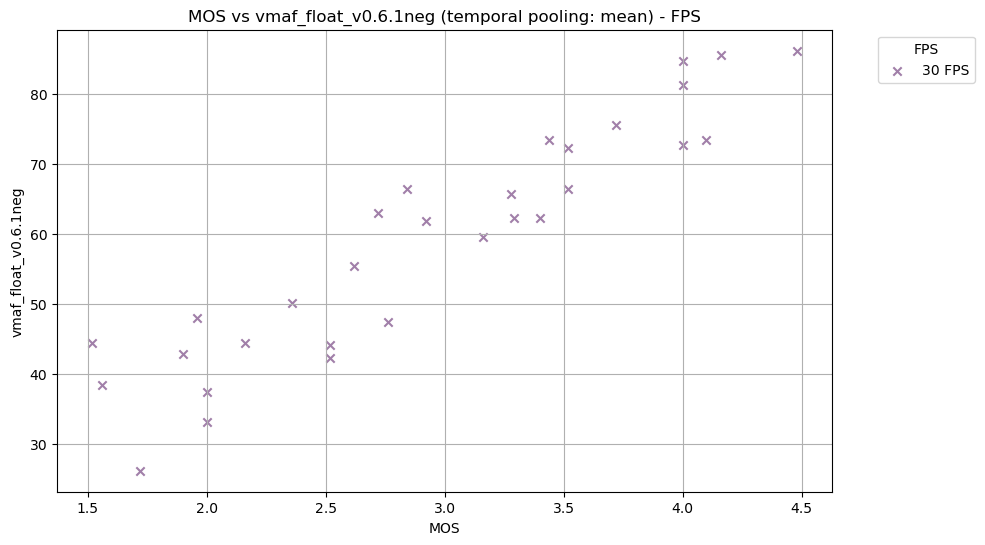 MOS vs vmaf_float_v0.6.1neg (temporal pooling: mean) - FPS
FPS
30 FPS
vmaf_float_v0.6.1neg
80
70
60
50
40
30
1.5 2.0 2.5 3.0 3.5 4.0 4.5
MOS